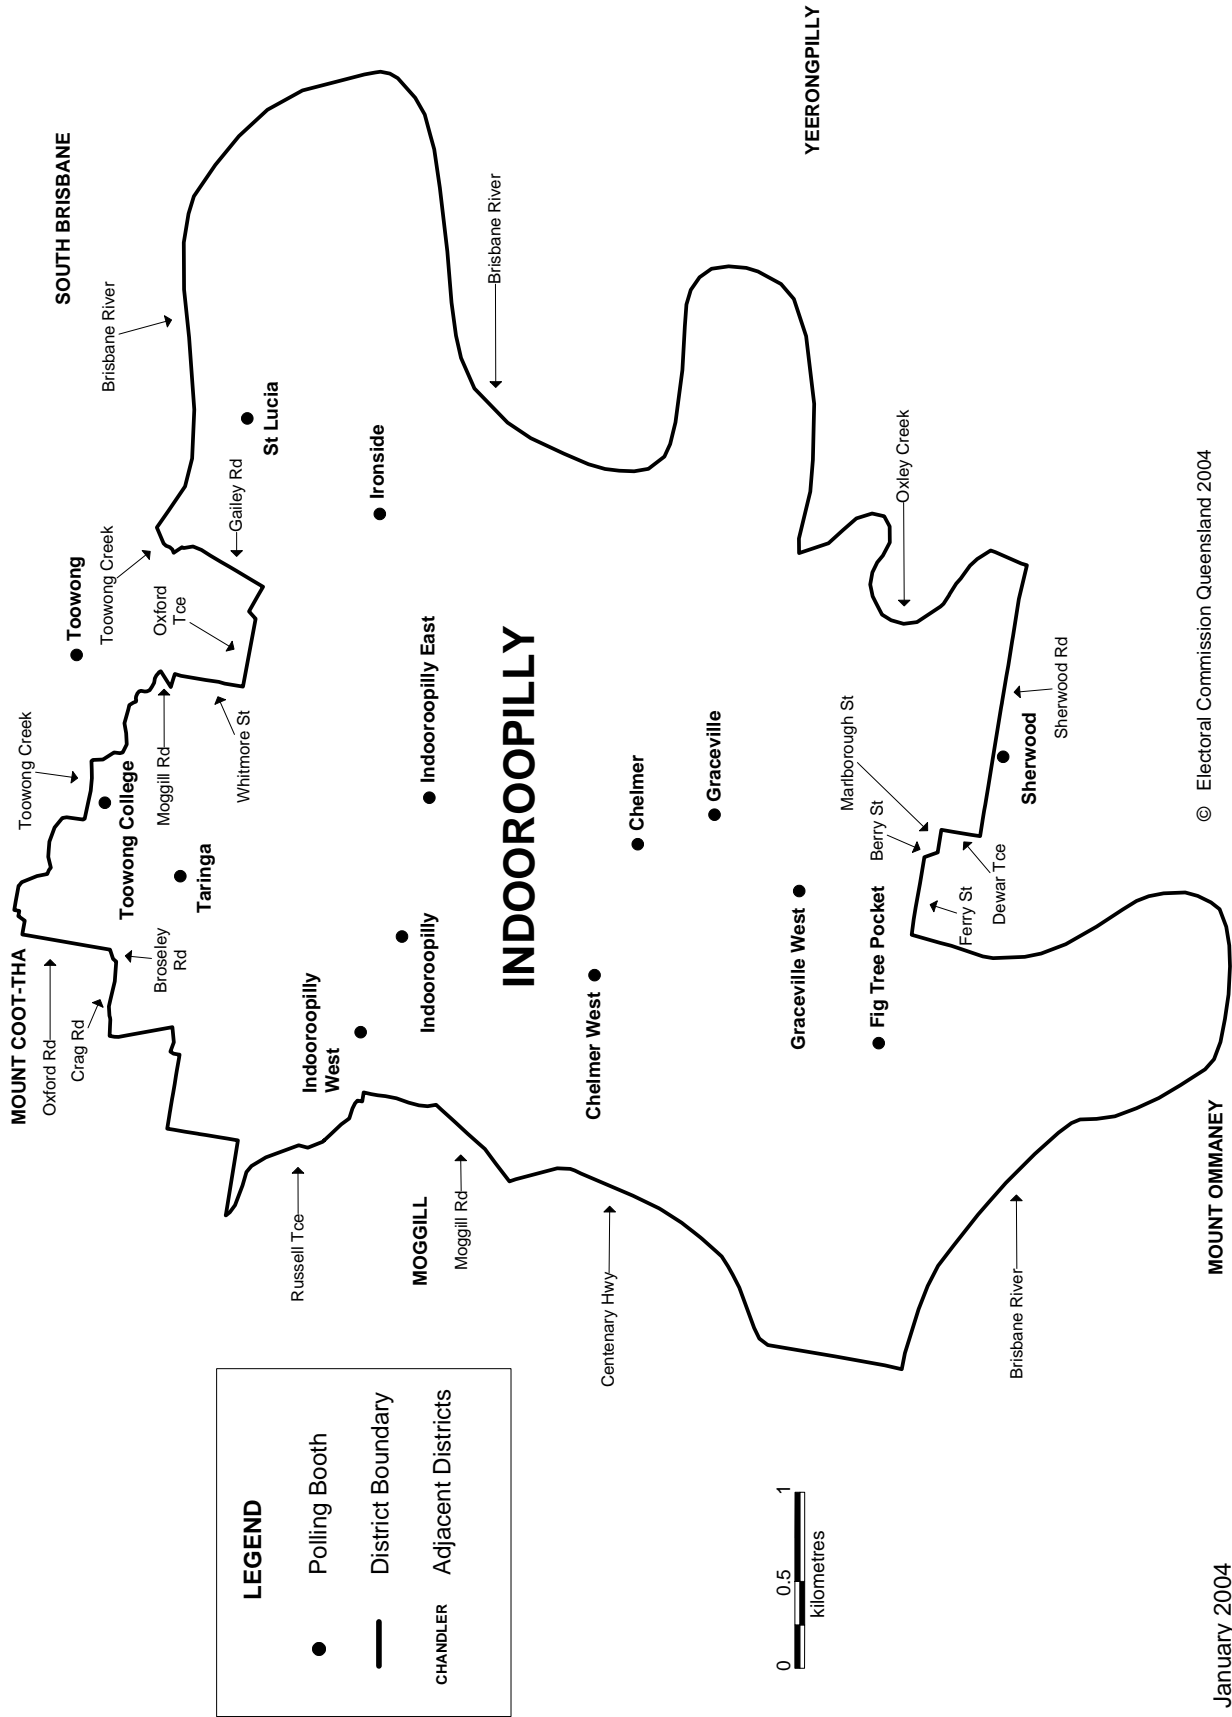 SOUTH BRISBANE
Brisbane River
St Lucia
Gailey Rd
Toowong
Toowong Creek
Oxford
Tce
Ironside
Brisbane River
YEERONGPILLY
Toowong Creek
Moggill Rd
Whitmore St
Toowong College
Taringa
Indooroopilly East
INDOOROOPILLY
MOUNT COOT-THA
Oxford Rd
Crag Rd
Broseley
Rd
Indooroopilly
West
Indooroopilly
Chelmer
Graceville
Chelmer West
Graceville West
Fig Tree Pocket
Oxley Creek
Marlborough St
Berry St
Ferry St
Dewar Tce
Sherwood
Sherwood Rd
Russell Tce
MOGGILL
Moggill Rd
Centenary Hwy
Brisbane River
MOUNT OMMANEY
LEGEND
Polling Booth
District Boundary
CHANDLER Adjacent Districts
0 0.5 1
kilometres
January 2004
© Electoral Commission Queensland 2004